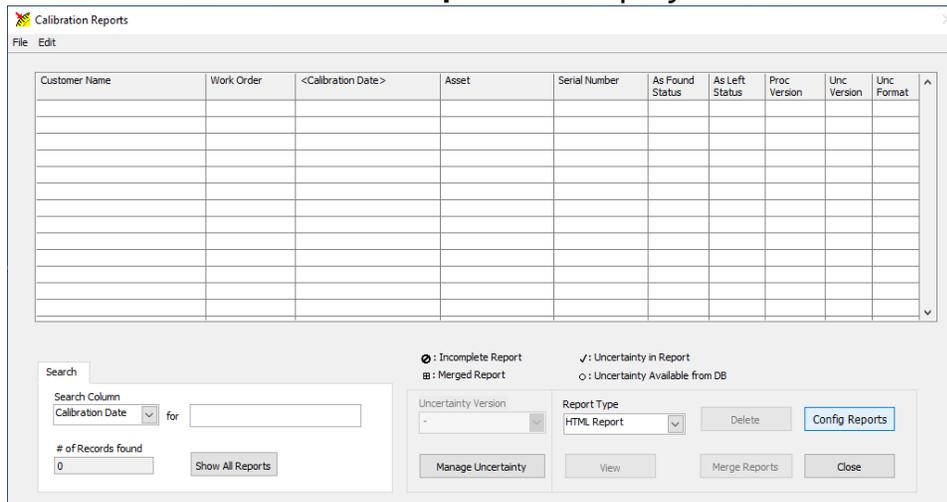 Calibration Reports
File Edit
Customer Name Work Order <Calibration Date> Asset Serial Number As Found Status As Left Status Proc Version Unc Version Unc Format
: Incomplete Report : Uncertainty in Report
: Merged Report : Uncertainty Available from DB
Search
Search Column
Calibration Date for
# of Records found
0 Show All Reports
Uncertainty Version
-
Manage Uncertainty
Report Type
HTML Report Delete Config Reports
View Merge Reports Close